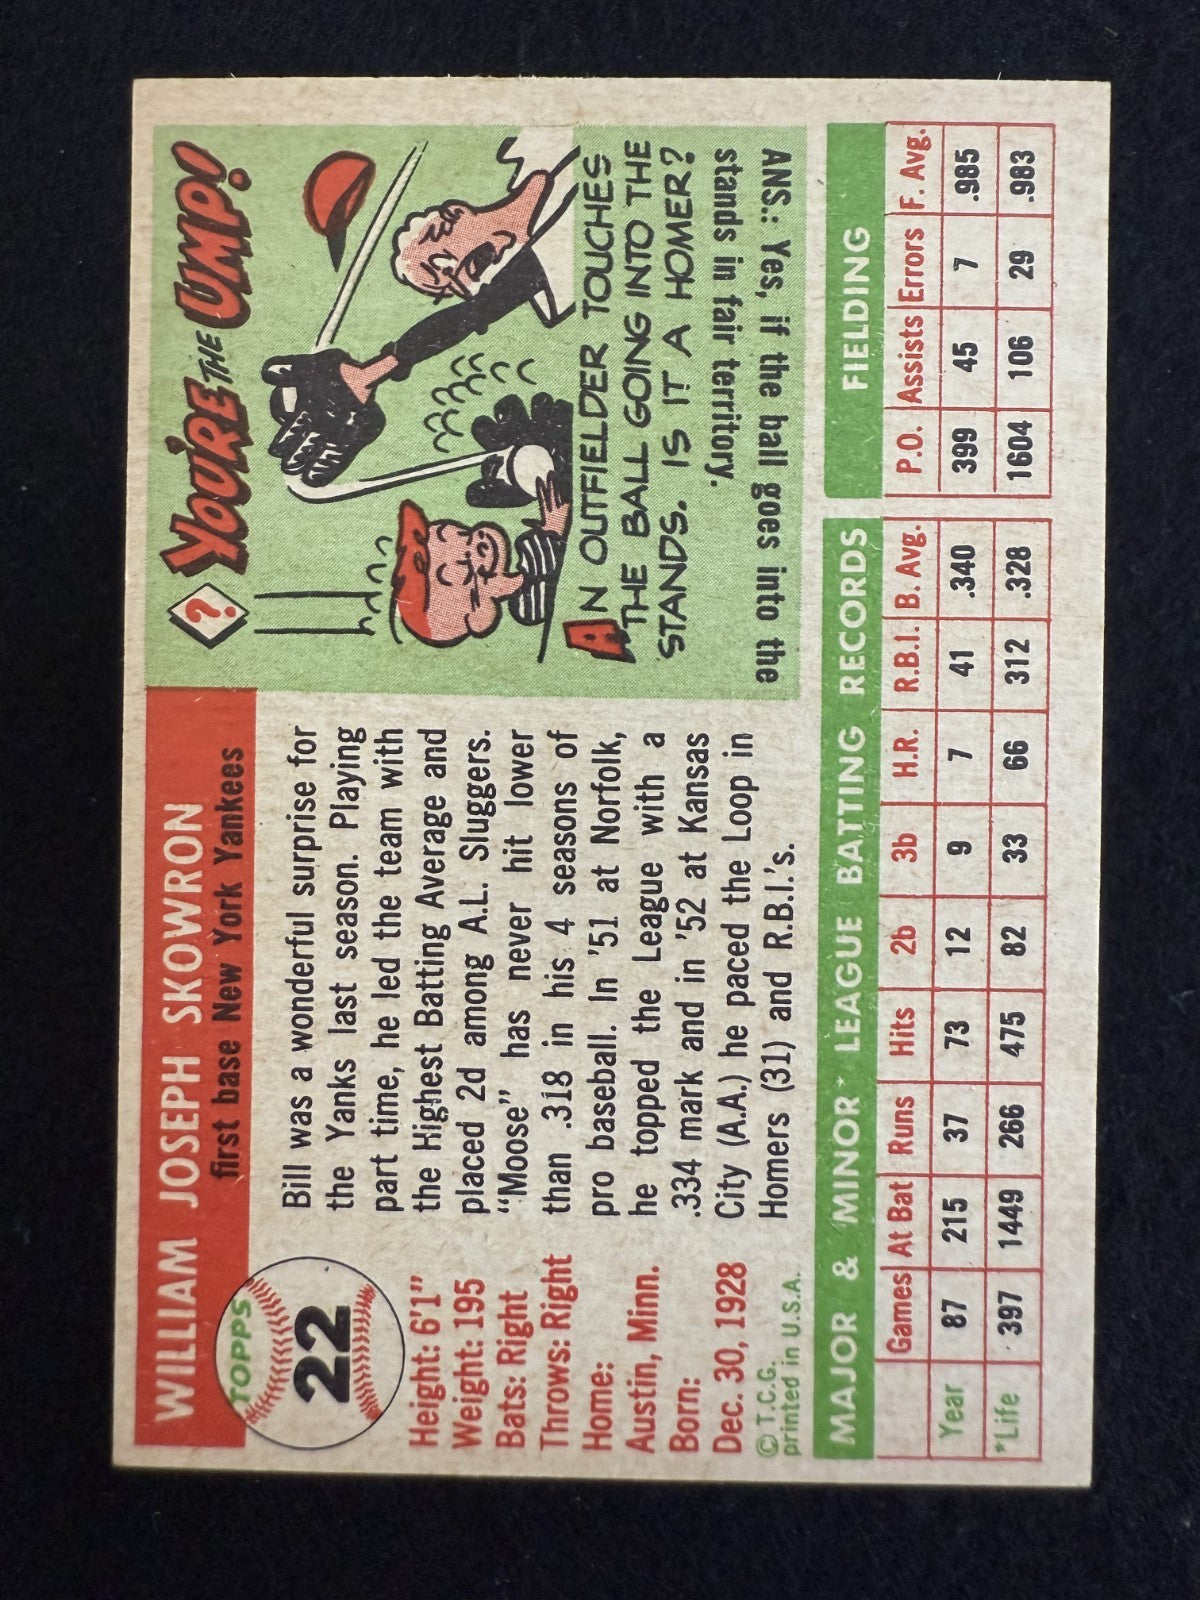 WILLIAM JOSEPH SKOWRON
first base New York Yankees
TOPPS
22
Height: 6'1"
Weight: 195
Bats: Right
Throws: Right
Home:
Austin, Minn.
Born:
Dec. 30, 1928
© T.C.G.
printed in U.S.A.
Bill was a wonderful surprise for
the Yanks last season. Playing
part time, he led the team with
the Highest Batting Average and
placed 2d among A.L. Sluggers.
"Moose" has never hit lower
than .318 in his 4 seasons of
pro baseball. In '51 at Norfolk,
he topped the League with a
.334 mark and in '52 at Kansas
City (A.A.) he paced the Loop in
Homers (31) and R.B.I.'s.
? YOU'RE THE UMP!
AN OUTFIELDER TOUCHES
THE BALL GOING INTO THE
STANDS. IS IT A HOMER?
ANS.: Yes, if the ball goes into the
stands in fair territory.
MAJOR & MINOR* LEAGUE BATTING RECORDS FIELDING
Games At Bat Runs Hits 2b 3b H.R. R.B.I. B. Avg. P.O. Assists Errors F. Avg.
Year 87 215 37 73 12 9 7 41 .340 399 45 7 .985
*Life 397 1449 266 475 82 33 66 312 .328 1604 106 29 .983